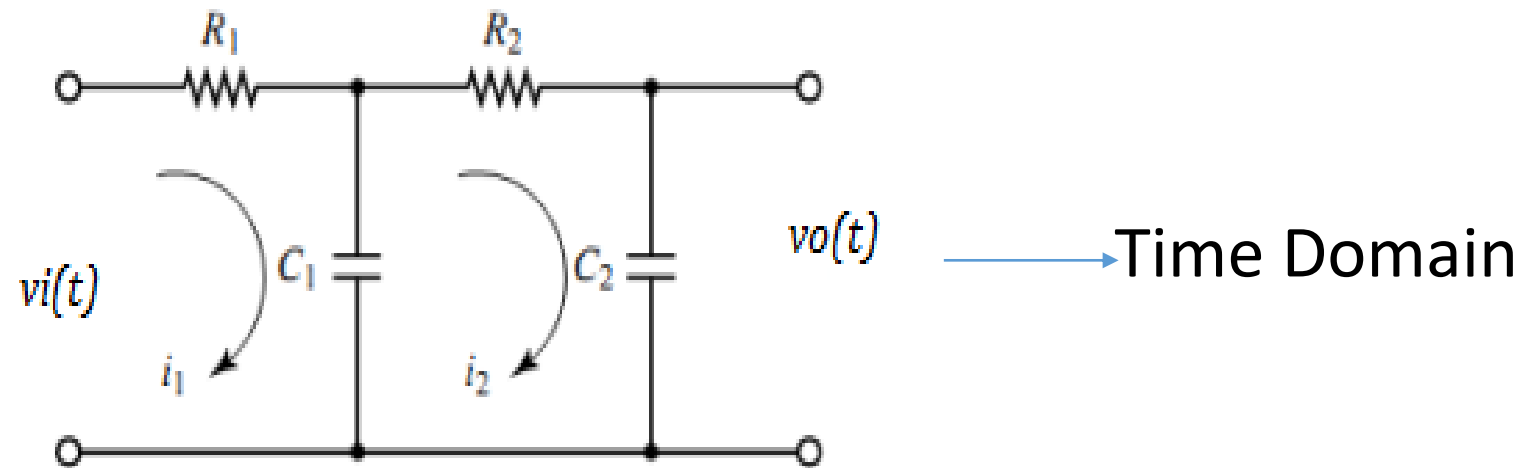 R₁
R₂
vi(t)
i₁
C₁
i₂
C₂
vo(t)
Time Domain